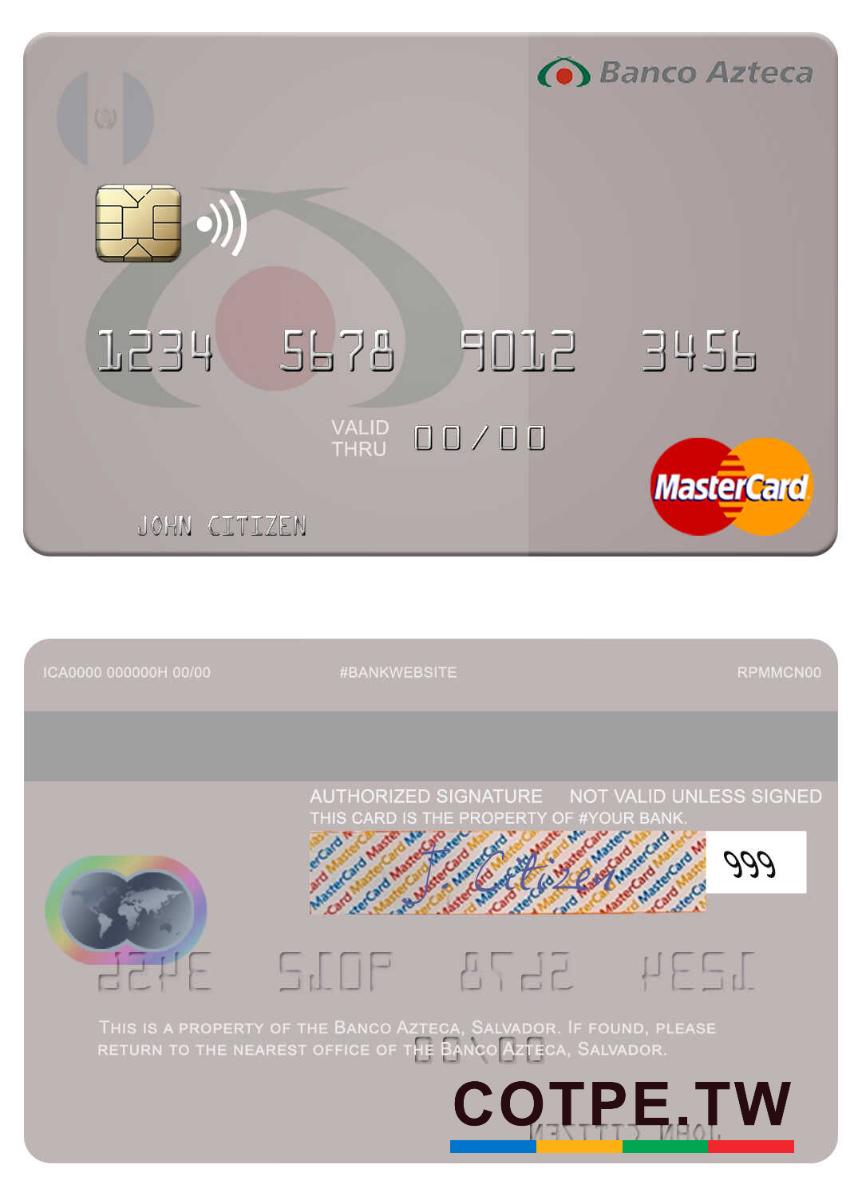 Banco Azteca
1234 5678 9012 3456
VALID
THRU 00/00
MasterCard
JOHN CITIZEN
ICA0000 000000H 00/00 #BANKWEBSITE RPMMCN00
AUTHORIZED SIGNATURE NOT VALID UNLESS SIGNED
THIS CARD IS THE PROPERTY OF #YOUR BANK.
J. Citizen 999
THIS IS A PROPERTY OF THE BANCO AZTECA, SALVADOR. IF FOUND, PLEASE
RETURN TO THE NEAREST OFFICE OF THE BANCO AZTECA, SALVADOR.
COTPE.TW